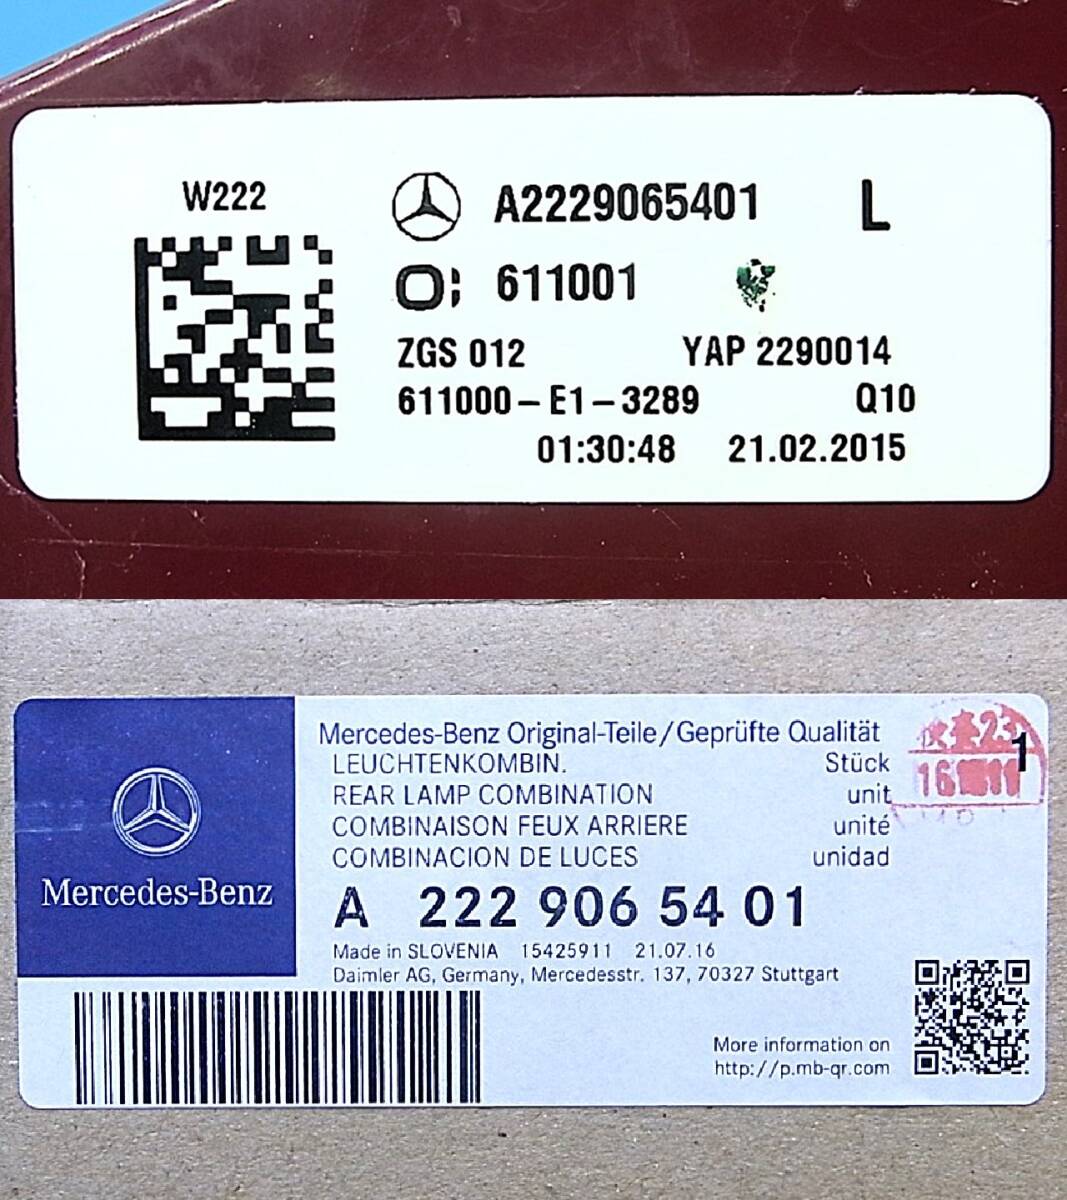 W222
A2229065401 L
611001
ZGS 012 YAP 2290014
611000-E1-3289 Q10
01:30:48 21.02.2015
Mercedes-Benz
Mercedes-Benz Original-Teile/Geprüfte Qualität
LEUCHTENKOMBIN. Stück 1
REAR LAMP COMBINATION unit
COMBINAISON FEUX ARRIERE unité
COMBINACION DE LUCES unidad
A 222 906 54 01
Made in SLOVENIA 15425911 21.07.16
Daimler AG, Germany, Mercedesstr. 137, 70327 Stuttgart
More information on
http://p.mb-qr.com